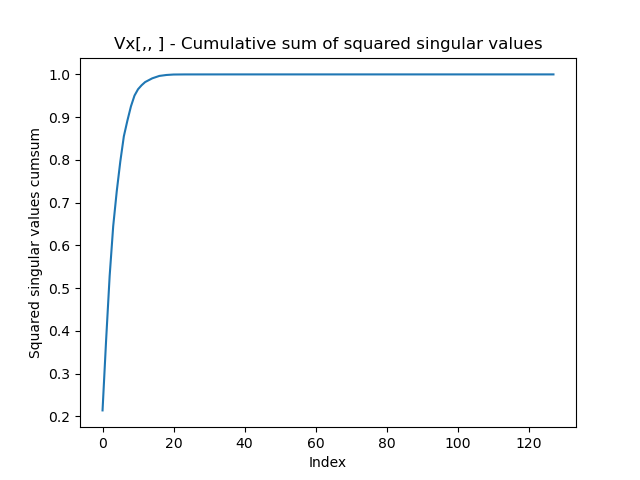 Vx[,, ] - Cumulative sum of squared singular values
1.0
0.9
0.8
0.7
0.6
0.5
0.4
0.3
0.2
Squared singular values cumsum
0 20 40 60 80 100 120
Index